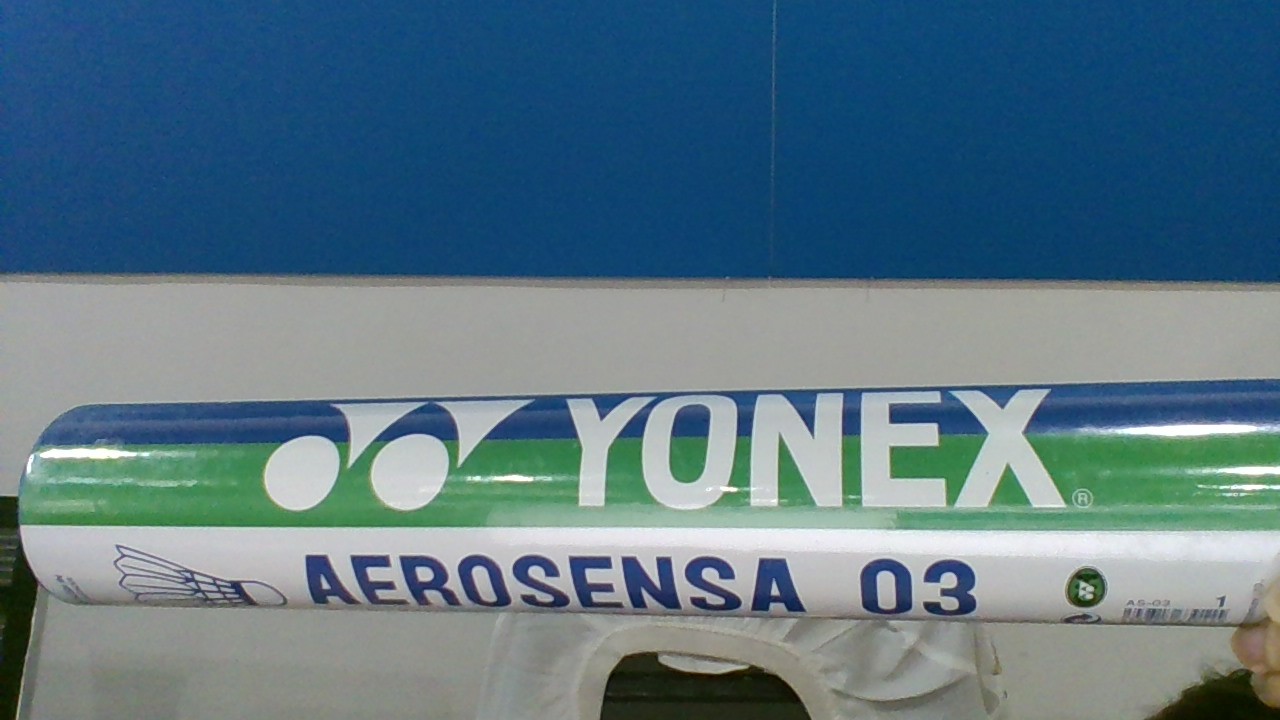 YONEX ®
AEROSENSA 03
AS-03 1